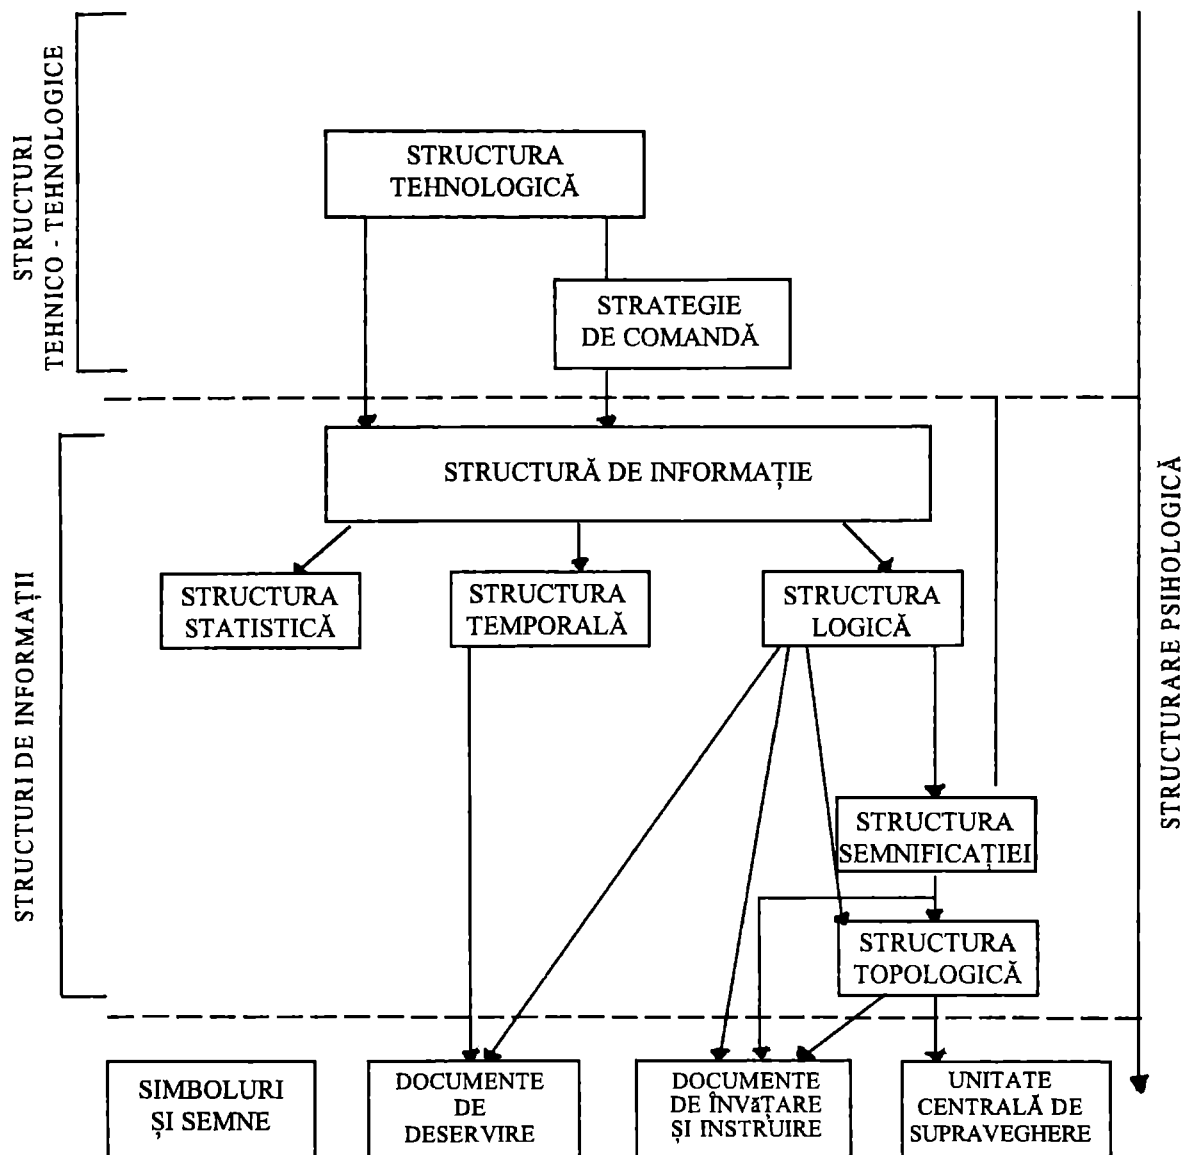 STRUCTURI
TEHNICO - TEHNOLOGICE
STRUCTURA
TEHNOLOGICĂ
STRATEGIE
DE COMANDĂ
STRUCTURI DE INFORMAȚII
STRUCTURĂ DE INFORMAȚIE
STRUCTURA
STATISTICĂ
STRUCTURA
TEMPORALĂ
STRUCTURA
LOGICĂ
STRUCTURA
SEMNIFICAȚIEI
STRUCTURA
TOPOLOGICĂ
STRUCTURARE PSIHOLOGICĂ
SIMBOLURI
ȘI SEMNE
DOCUMENTE
DE
DESERVIRE
DOCUMENTE
DE ÎNVăȚARE
ȘI INSTRUIRE
UNITATE
CENTRALĂ DE
SUPRAVEGHERE